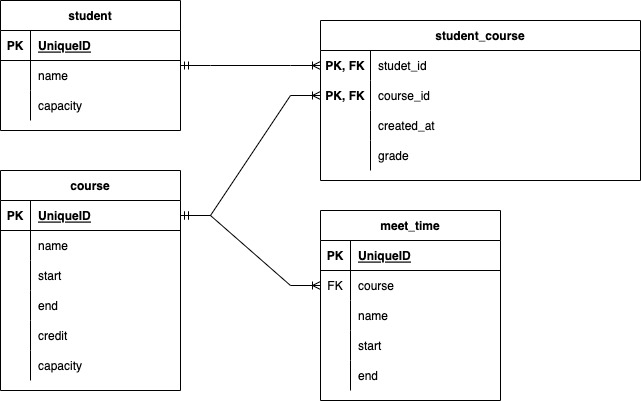 student
PK UniqueID
name
capacity
student_course
PK, FK studet_id
PK, FK course_id
created_at
grade
course
PK UniqueID
name
start
end
credit
capacity
meet_time
PK UniqueID
FK course
name
start
end